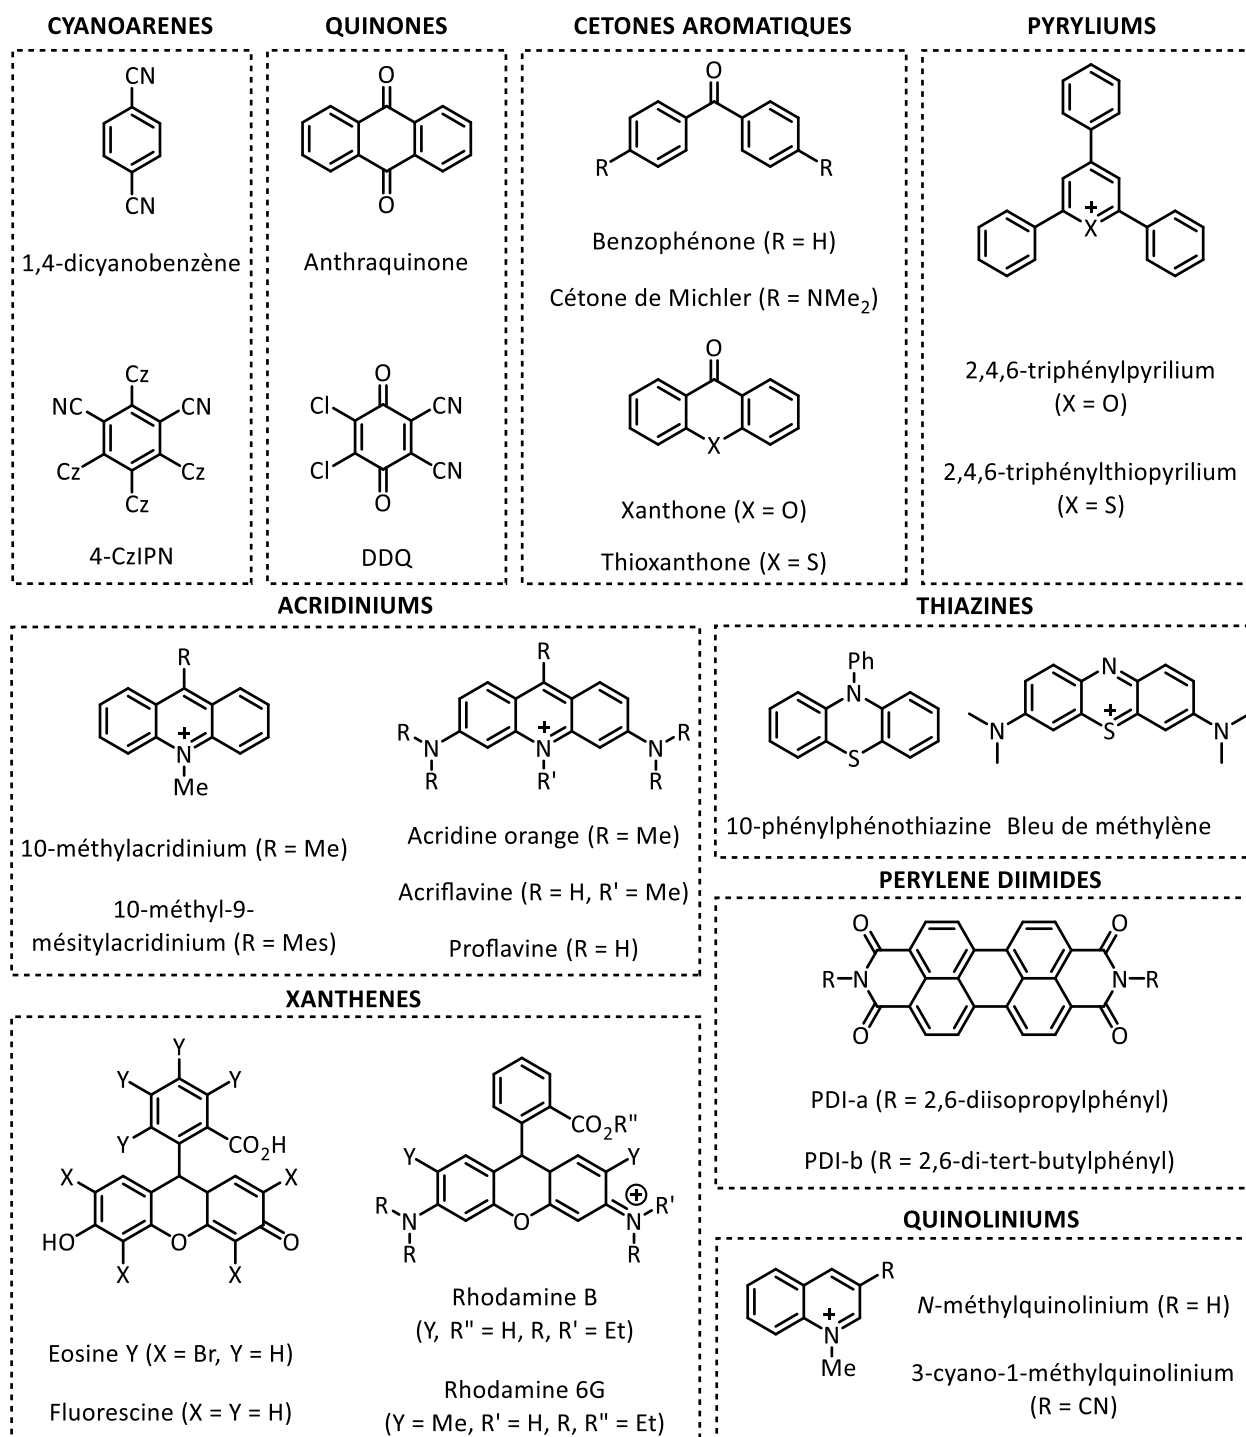 CYANOARENES
QUINONES
CETONES AROMATIQUES
PYRYLIUMS
CN
CN
1,4-dicyanobenzène
Cz
NC
CN
Cz
Cz
Cz
4-CzIPN
O
O
Anthraquinone
O
Cl
CN
Cl
CN
O
DDQ
O
R
R
Benzophénone (R = H)
Cétone de Michler (R = NMe2)
O
X
Xanthone (X = O)
Thioxanthone (X = S)
+
X
2,4,6-triphénylpyrilium
(X = O)
2,4,6-triphénylthiopyrilium
(X = S)
ACRIDINIUMS
R
+
N
Me
10-méthylacridinium (R = Me)
10-méthyl-9-
mésitylacridinium (R = Mes)
R
R
+
R
N
N
N
R
R'
R
Acridine orange (R = Me)
Acriflavine (R = H, R' = Me)
Proflavine (R = H)
THIAZINES
Ph
N
S
10-phénylphénothiazine
N
N
+
S
N
Bleu de méthylène
PERYLENE DIIMIDES
O
O
R
N
N
R
O
O
PDI-a (R = 2,6-diisopropylphényl)
PDI-b (R = 2,6-di-tert-butylphényl)
XANTHENES
Y
Y
Y
Y
CO2H
X
X
HO
O
O
X
X
Eosine Y (X = Br, Y = H)
Fluorescine (X = Y = H)
CO2R"
Y
Y
R
+
R'
N
O
N
R
R
Rhodamine B
(Y, R" = H, R, R' = Et)
Rhodamine 6G
(Y = Me, R' = H, R, R" = Et)
QUINOLINIUMS
R
+
N
Me
N-méthylquinolinium (R = H)
3-cyano-1-méthylquinolinium
(R = CN)